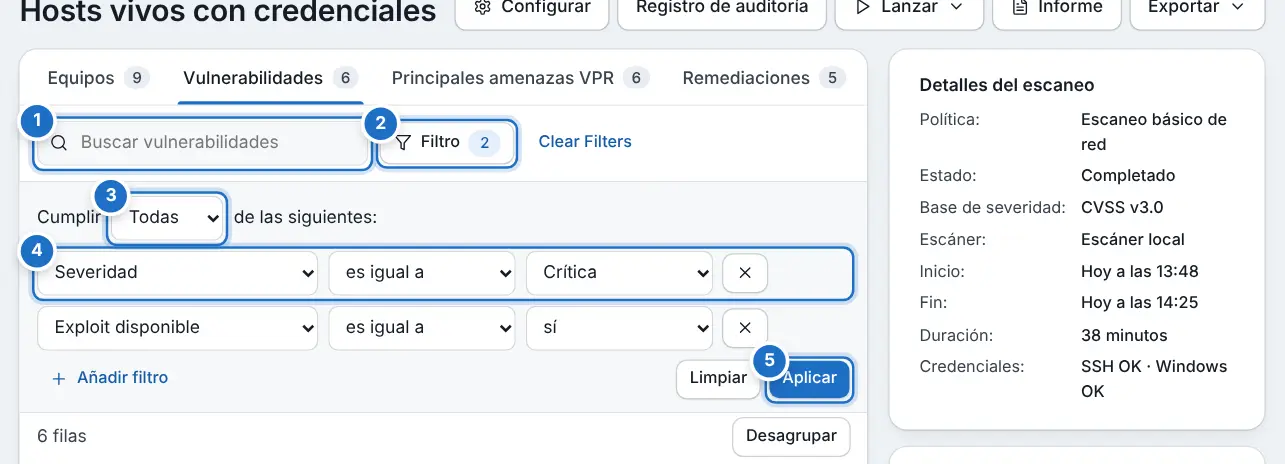 Hosts vivos con credenciales
Configurar
Registro de auditoría
Lanzar
Informe
Exportar
Equipos 9
Vulnerabilidades 6
Principales amenazas VPR 6
Remediaciones 5
1
Buscar vulnerabilidades
2
Filtro 2
Clear Filters
3
Cumplir Todas de las siguientes:
4
Severidad es igual a Crítica ×
Exploit disponible es igual a sí ×
+ Añadir filtro
Limpiar
5
Aplicar
6 filas
Desagrupar
Detalles del escaneo
Política: Escaneo básico de
red
Estado: Completado
Base de severidad: CVSS v3.0
Escáner: Escáner local
Inicio: Hoy a las 13:48
Fin: Hoy a las 14:25
Duración: 38 minutos
Credenciales: SSH OK · Windows
OK